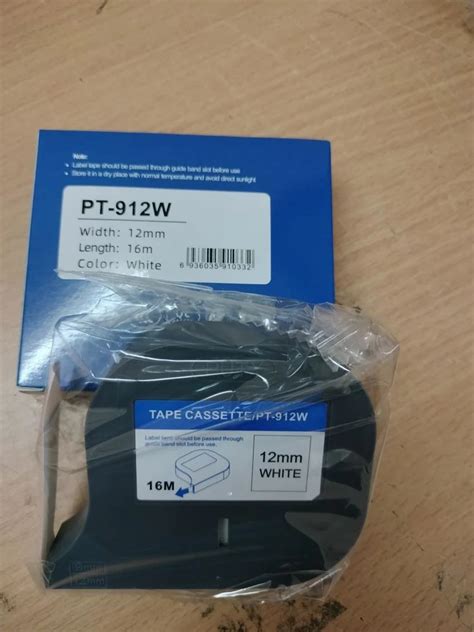 Note:
• Label tape should be passed through guide band slot before use
• Store it in a dry place with normal temperature and avoid direct sunlight
PT-912W
Width: 12mm
Length: 16m
Color: White
6 936035 910332
TAPE CASSETTE/PT-912W
Label tape should be passed through
guide band slot before use.
16M
12mm
WHITE